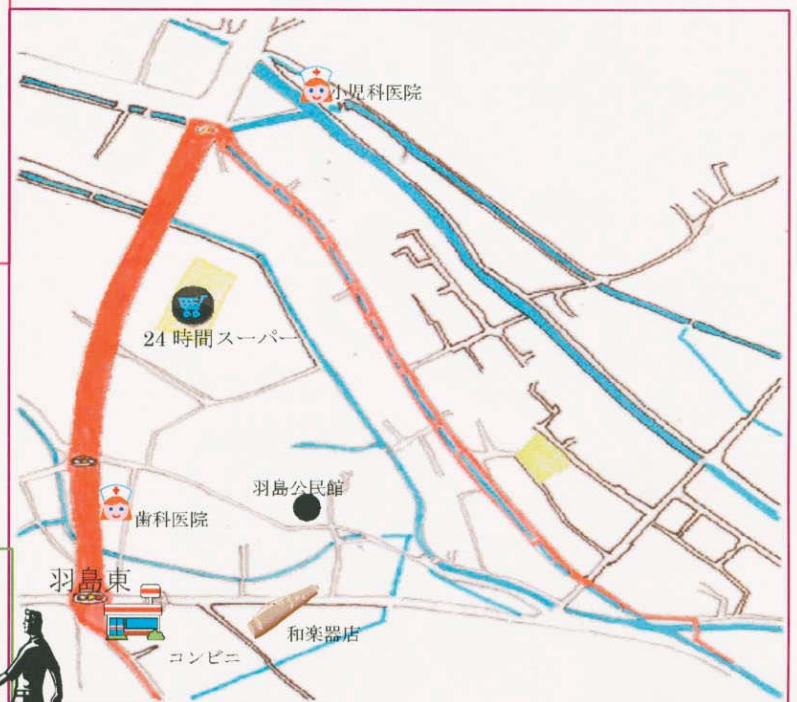 小児科医院
24時間スーパー
羽島公民館
歯科医院
羽島東
和楽器店
コンビニ